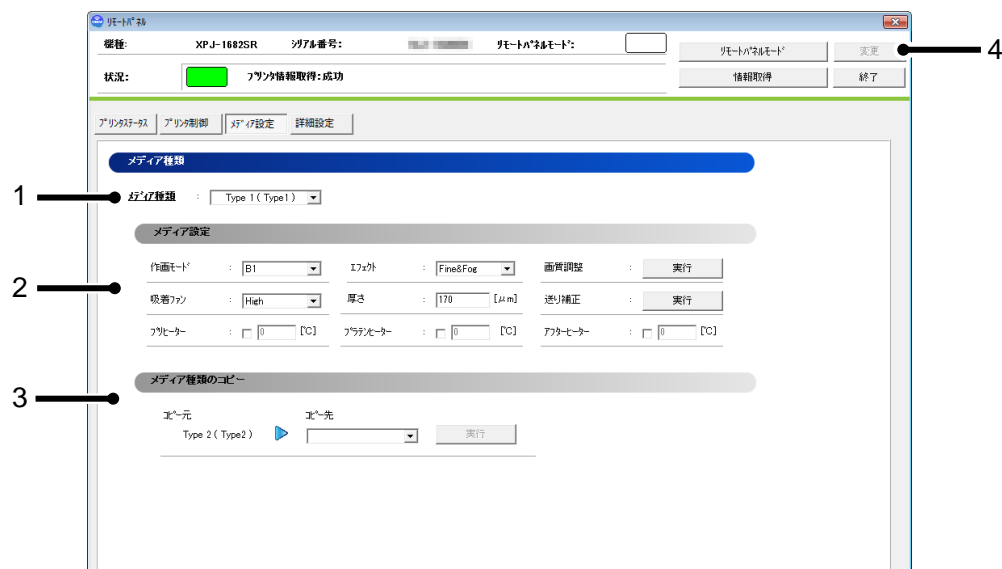 リモートパネル
機種: XPJ-1682SR シリアル番号: リモートパネルモード:
リモートパネルモード 変更 4
状況: プリンタ情報取得:成功 情報取得 終了
プリンタステータス プリンタ制御 メディア設定 詳細設定
メディア種類
1 メディア種類 : Type 1 ( Type1 )
メディア設定
作画モード : B1 エフェクト : Fine&Fog 画質調整 : 実行
2
吸着ファン : High 厚さ : 170 [μm] 送り補正 : 実行
プリヒーター : 0 [℃] プラテンヒーター : 0 [℃] アフターヒーター : 0 [℃]
メディア種類のコピー
3
コピー元 コピー先
Type 2 ( Type2 ) 実行